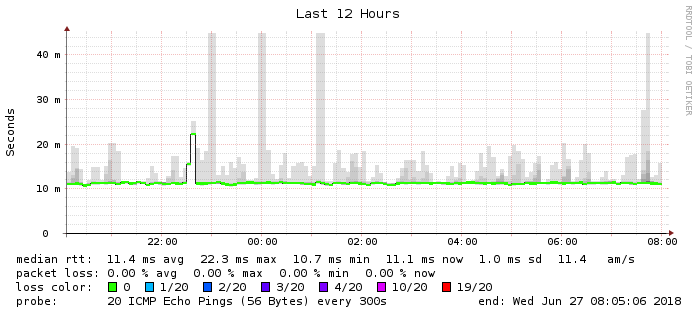 Last 12 Hours
RRDTOOL / TOBI OETIKER
Seconds
40 m
30 m
20 m
10 m
0
22:00 00:00 02:00 04:00 06:00 08:00
median rtt: 11.4 ms avg 22.3 ms max 10.7 ms min 11.1 ms now 1.0 ms sd 11.4 am/s
packet loss: 0.00 % avg 0.00 % max 0.00 % min 0.00 % now
loss color: 0 1/20 2/20 3/20 4/20 10/20 19/20
probe: 20 ICMP Echo Pings (56 Bytes) every 300s end: Wed Jun 27 08:05:06 2018